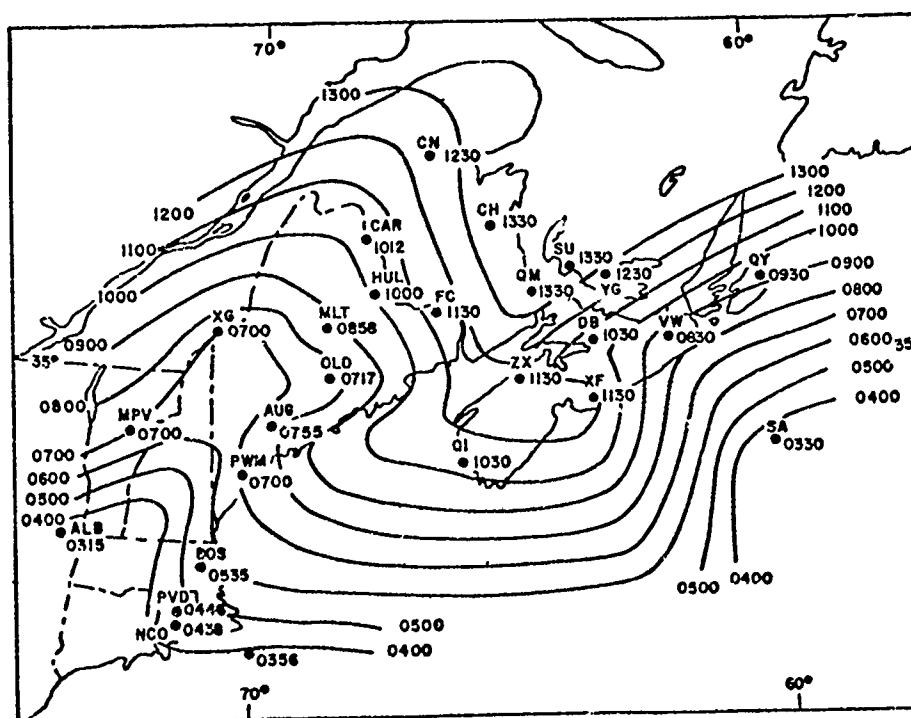 70°
60°
1300
CN
1230
1300
1200
CH
1330
1200
1100
CAR
1012
SU
1330
1100
1000
QY
0930
HUL
1000
QM
1330
1230
YG
0900
1000
FC
1130
DB
1030
VW
0830
0800
XG
0700
MLT
0858
0700
0900
35°
0600
35
OLD
0717
ZX
1130
XF
1130
0500
0800
0400
MPV
0700
AUG
0755
SA
0330
0700
QI
1030
0600
PWM
0700
0500
0400
ALB
0315
BOS
0535
0500
0400
PVD
0444
NCO
0438
0500
0356
0400
70°
60°